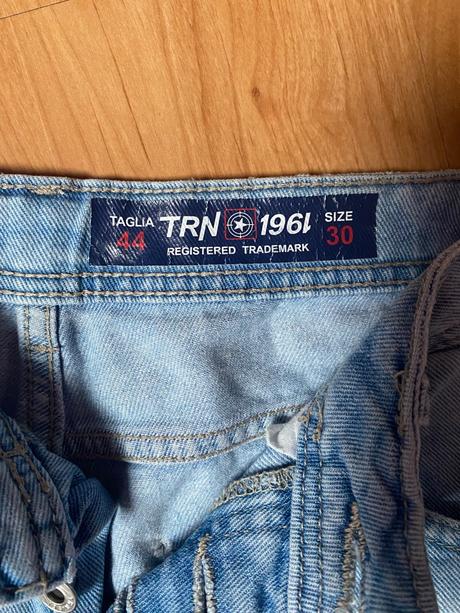 TAGLIA 44
TRN 1961
REGISTERED TRADEMARK
SIZE 30